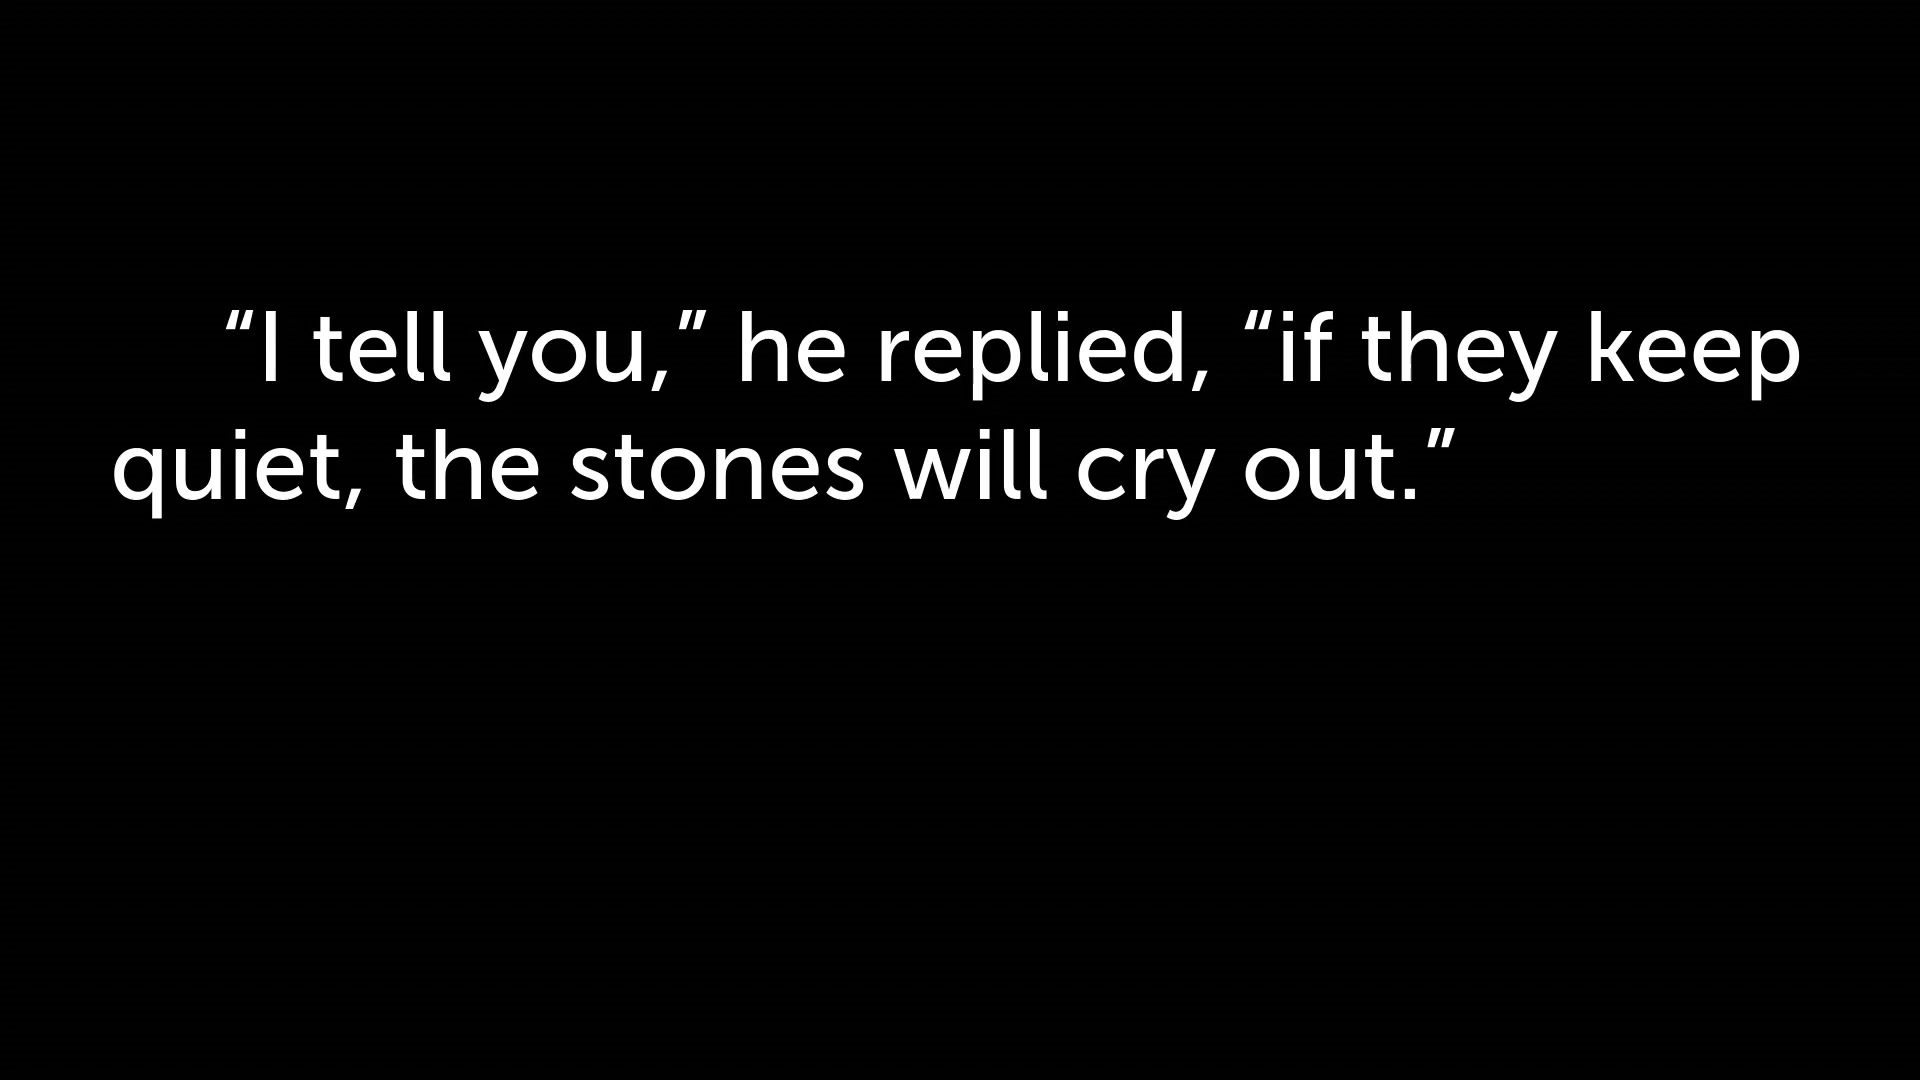 “I tell you,” he replied, “if they keep
quiet, the stones will cry out.”